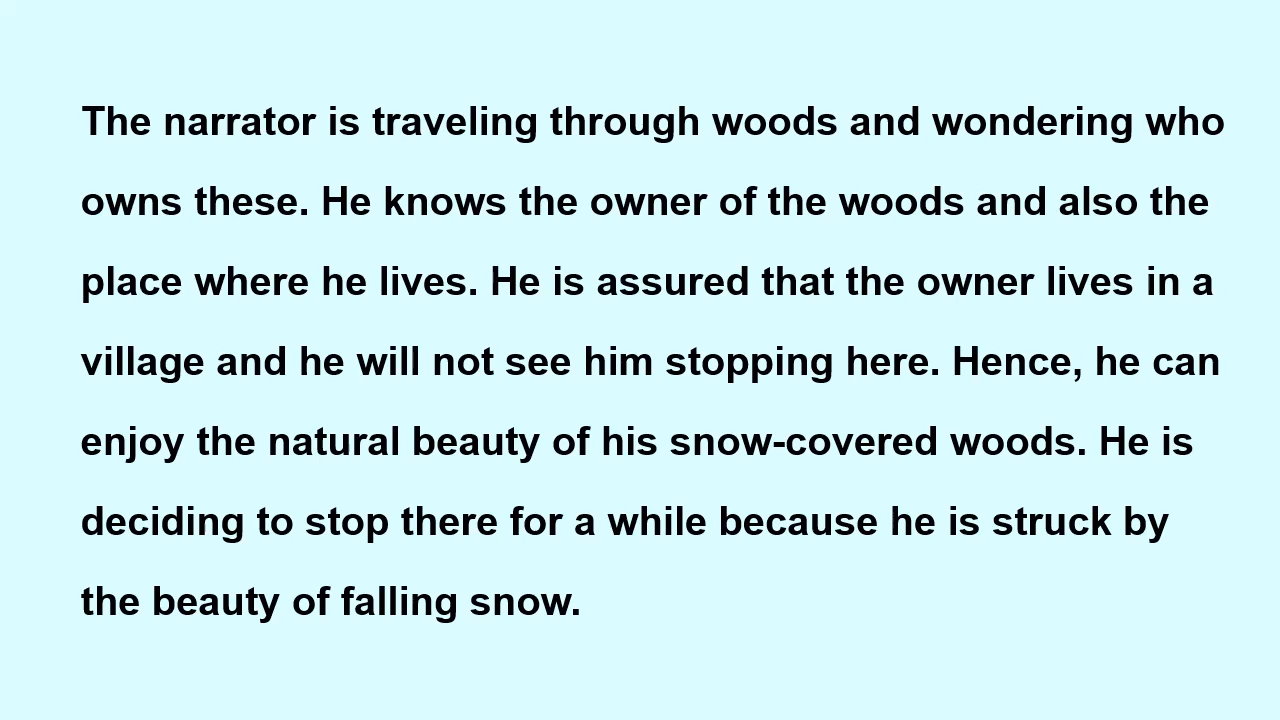 The narrator is traveling through woods and wondering who
owns these. He knows the owner of the woods and also the
place where he lives. He is assured that the owner lives in a
village and he will not see him stopping here. Hence, he can
enjoy the natural beauty of his snow-covered woods. He is
deciding to stop there for a while because he is struck by
the beauty of falling snow.